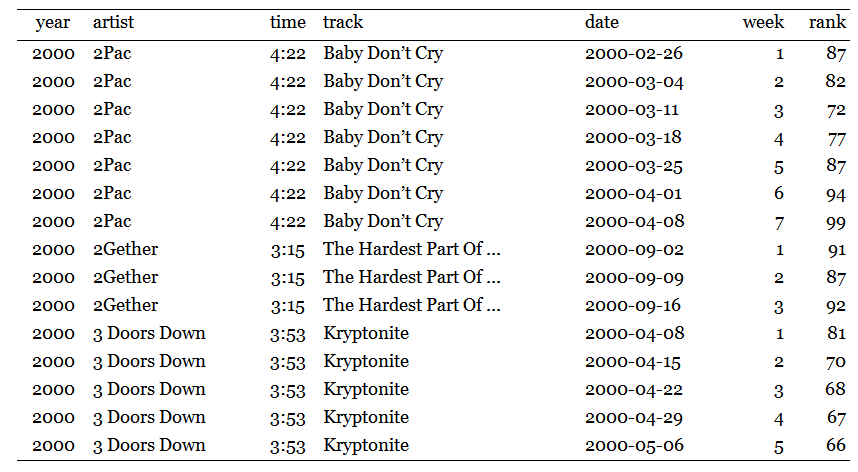 year artist time track date week rank
2000 2Pac 4:22 Baby Don’t Cry 2000-02-26 1 87
2000 2Pac 4:22 Baby Don’t Cry 2000-03-04 2 82
2000 2Pac 4:22 Baby Don’t Cry 2000-03-11 3 72
2000 2Pac 4:22 Baby Don’t Cry 2000-03-18 4 77
2000 2Pac 4:22 Baby Don’t Cry 2000-03-25 5 87
2000 2Pac 4:22 Baby Don’t Cry 2000-04-01 6 94
2000 2Pac 4:22 Baby Don’t Cry 2000-04-08 7 99
2000 2Gether 3:15 The Hardest Part Of ... 2000-09-02 1 91
2000 2Gether 3:15 The Hardest Part Of ... 2000-09-09 2 87
2000 2Gether 3:15 The Hardest Part Of ... 2000-09-16 3 92
2000 3 Doors Down 3:53 Kryptonite 2000-04-08 1 81
2000 3 Doors Down 3:53 Kryptonite 2000-04-15 2 70
2000 3 Doors Down 3:53 Kryptonite 2000-04-22 3 68
2000 3 Doors Down 3:53 Kryptonite 2000-04-29 4 67
2000 3 Doors Down 3:53 Kryptonite 2000-05-06 5 66